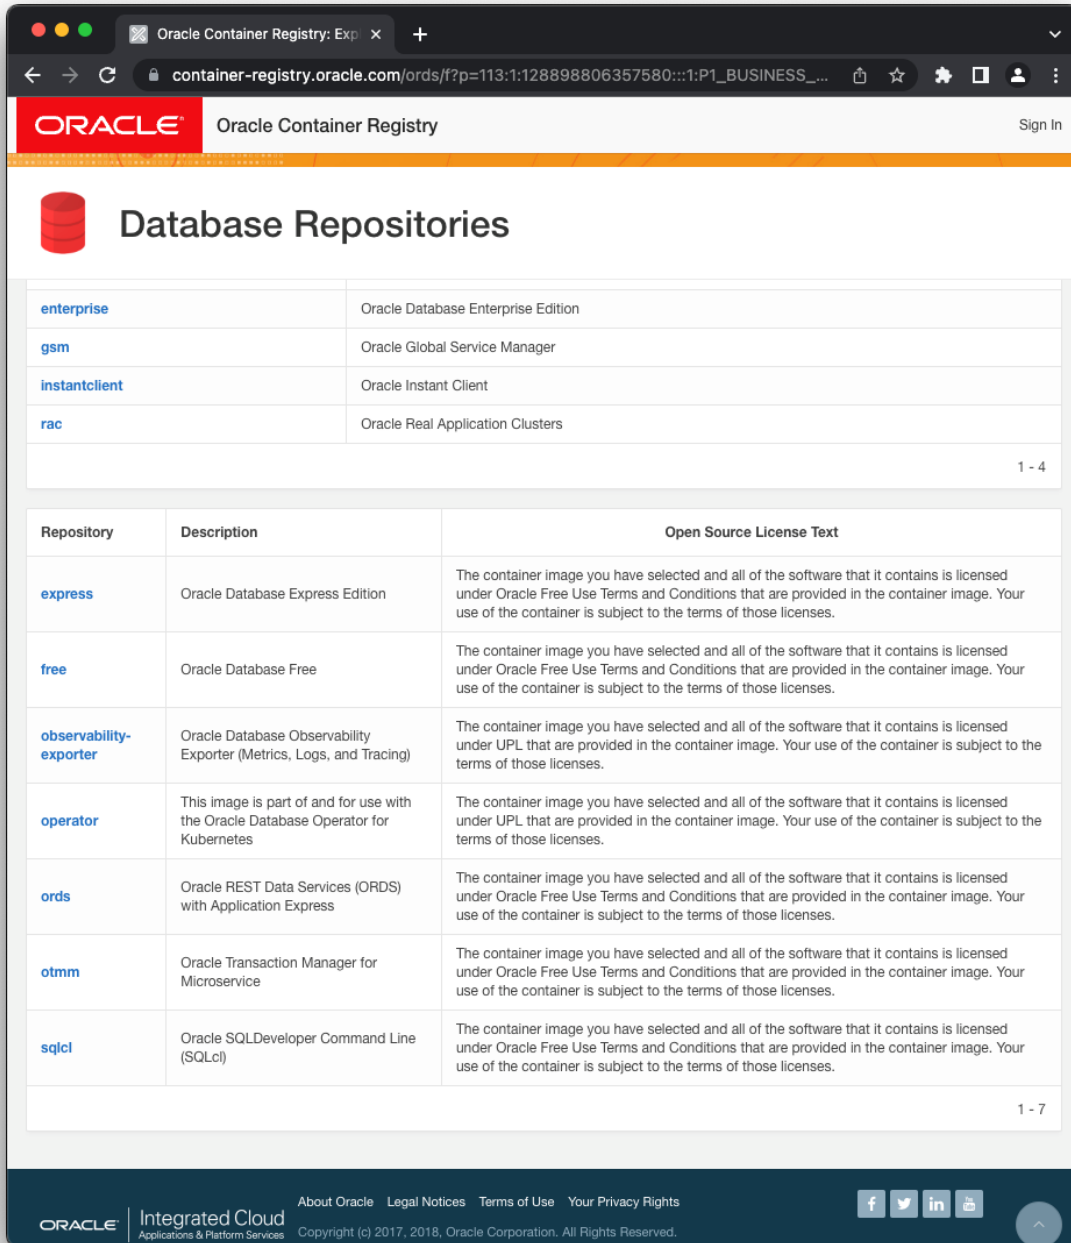 Oracle Container Registry: Exp
container-registry.oracle.com/ords/f?p=113:1:128898806357580:::1:P1_BUSINESS_...
ORACLE
Oracle Container Registry
Sign In
Database Repositories
enterprise
Oracle Database Enterprise Edition
gsm
Oracle Global Service Manager
instantclient
Oracle Instant Client
rac
Oracle Real Application Clusters
1 - 4
Repository
Description
Open Source License Text
express
Oracle Database Express Edition
The container image you have selected and all of the software that it contains is licensed
under Oracle Free Use Terms and Conditions that are provided in the container image. Your
use of the container is subject to the terms of those licenses.
free
Oracle Database Free
The container image you have selected and all of the software that it contains is licensed
under Oracle Free Use Terms and Conditions that are provided in the container image. Your
use of the container is subject to the terms of those licenses.
observability-
exporter
Oracle Database Observability
Exporter (Metrics, Logs, and Tracing)
The container image you have selected and all of the software that it contains is licensed
under UPL that are provided in the container image. Your use of the container is subject to the
terms of those licenses.
operator
This image is part of and for use with
the Oracle Database Operator for
Kubernetes
The container image you have selected and all of the software that it contains is licensed
under UPL that are provided in the container image. Your use of the container is subject to the
terms of those licenses.
ords
Oracle REST Data Services (ORDS)
with Application Express
The container image you have selected and all of the software that it contains is licensed
under Oracle Free Use Terms and Conditions that are provided in the container image. Your
use of the container is subject to the terms of those licenses.
otmm
Oracle Transaction Manager for
Microservice
The container image you have selected and all of the software that it contains is licensed
under Oracle Free Use Terms and Conditions that are provided in the container image. Your
use of the container is subject to the terms of those licenses.
sqlcl
Oracle SQLDeveloper Command Line
(SQLcl)
The container image you have selected and all of the software that it contains is licensed
under Oracle Free Use Terms and Conditions that are provided in the container image. Your
use of the container is subject to the terms of those licenses.
1 - 7
ORACLE
Integrated Cloud
Applications & Platform Services
About Oracle Legal Notices Terms of Use Your Privacy Rights
Copyright (c) 2017, 2018, Oracle Corporation. All Rights Reserved.